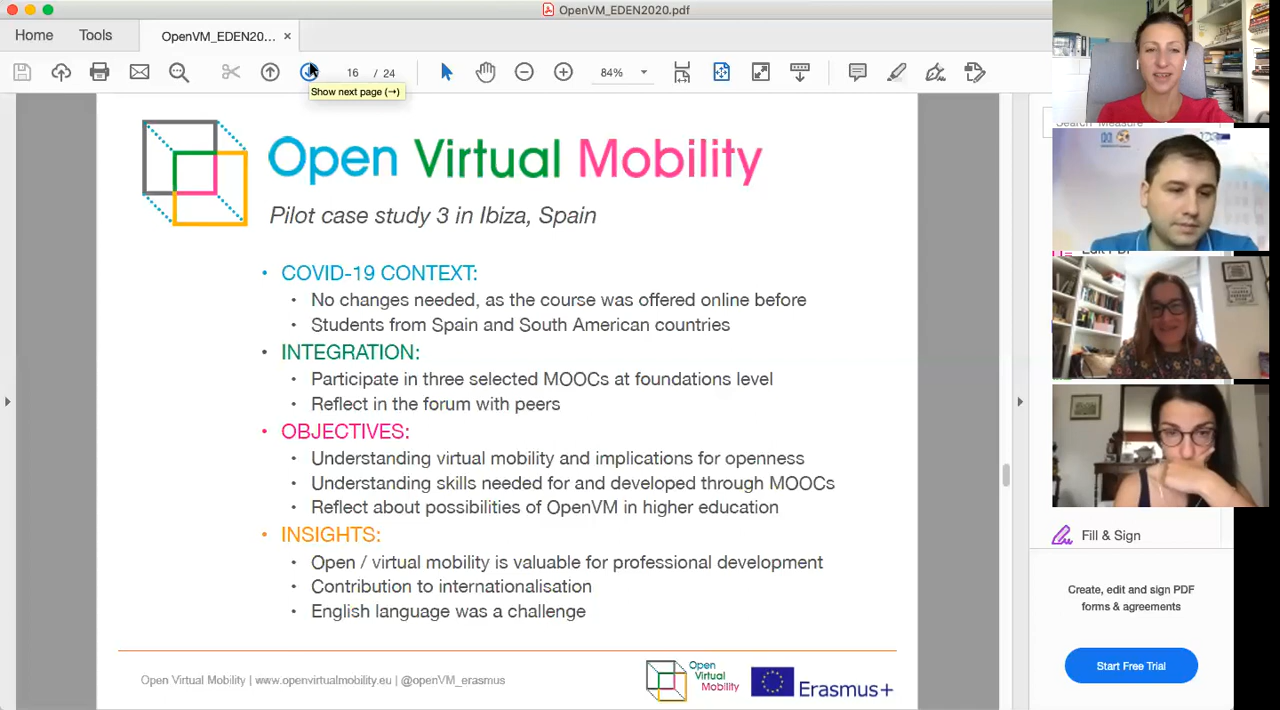 OpenVM_EDEN2020.pdf
Home
Tools
OpenVM_EDEN20... ×
16 / 24
84%
Show next page (→)
Search 'Measure'
Open Virtual Mobility
Pilot case study 3 in Ibiza, Spain
• COVID-19 CONTEXT:
• No changes needed, as the course was offered online before
• Students from Spain and South American countries
• INTEGRATION:
• Participate in three selected MOOCs at foundations level
• Reflect in the forum with peers
• OBJECTIVES:
• Understanding virtual mobility and implications for openness
• Understanding skills needed for and developed through MOOCs
• Reflect about possibilities of OpenVM in higher education
• INSIGHTS:
• Open / virtual mobility is valuable for professional development
• Contribution to internationalisation
• English language was a challenge
Open Virtual Mobility | www.openvirtualmobility.eu | @openVM_erasmus
Open
Virtual
Mobility
Erasmus+
Edit PDF
Fill & Sign
Create, edit and sign PDF
forms & agreements
Start Free Trial